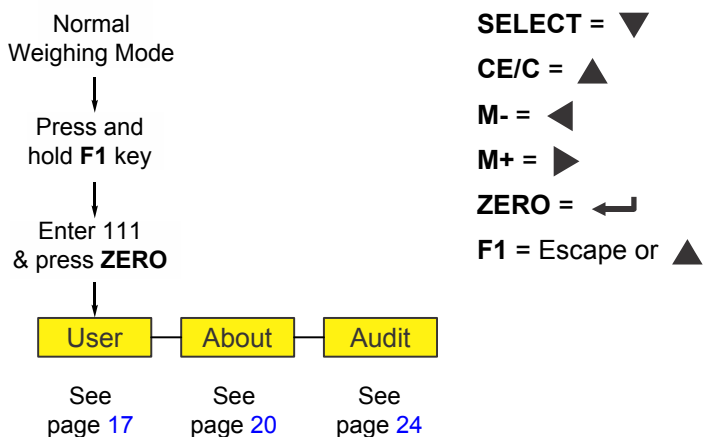 Normal
Weighing Mode
Press and
hold F1 key
Enter 111
& press ZERO
User
About
Audit
See
page 17
See
page 20
See
page 24
SELECT =
CE/C =
M- =
M+ =
ZERO =
F1 = Escape or